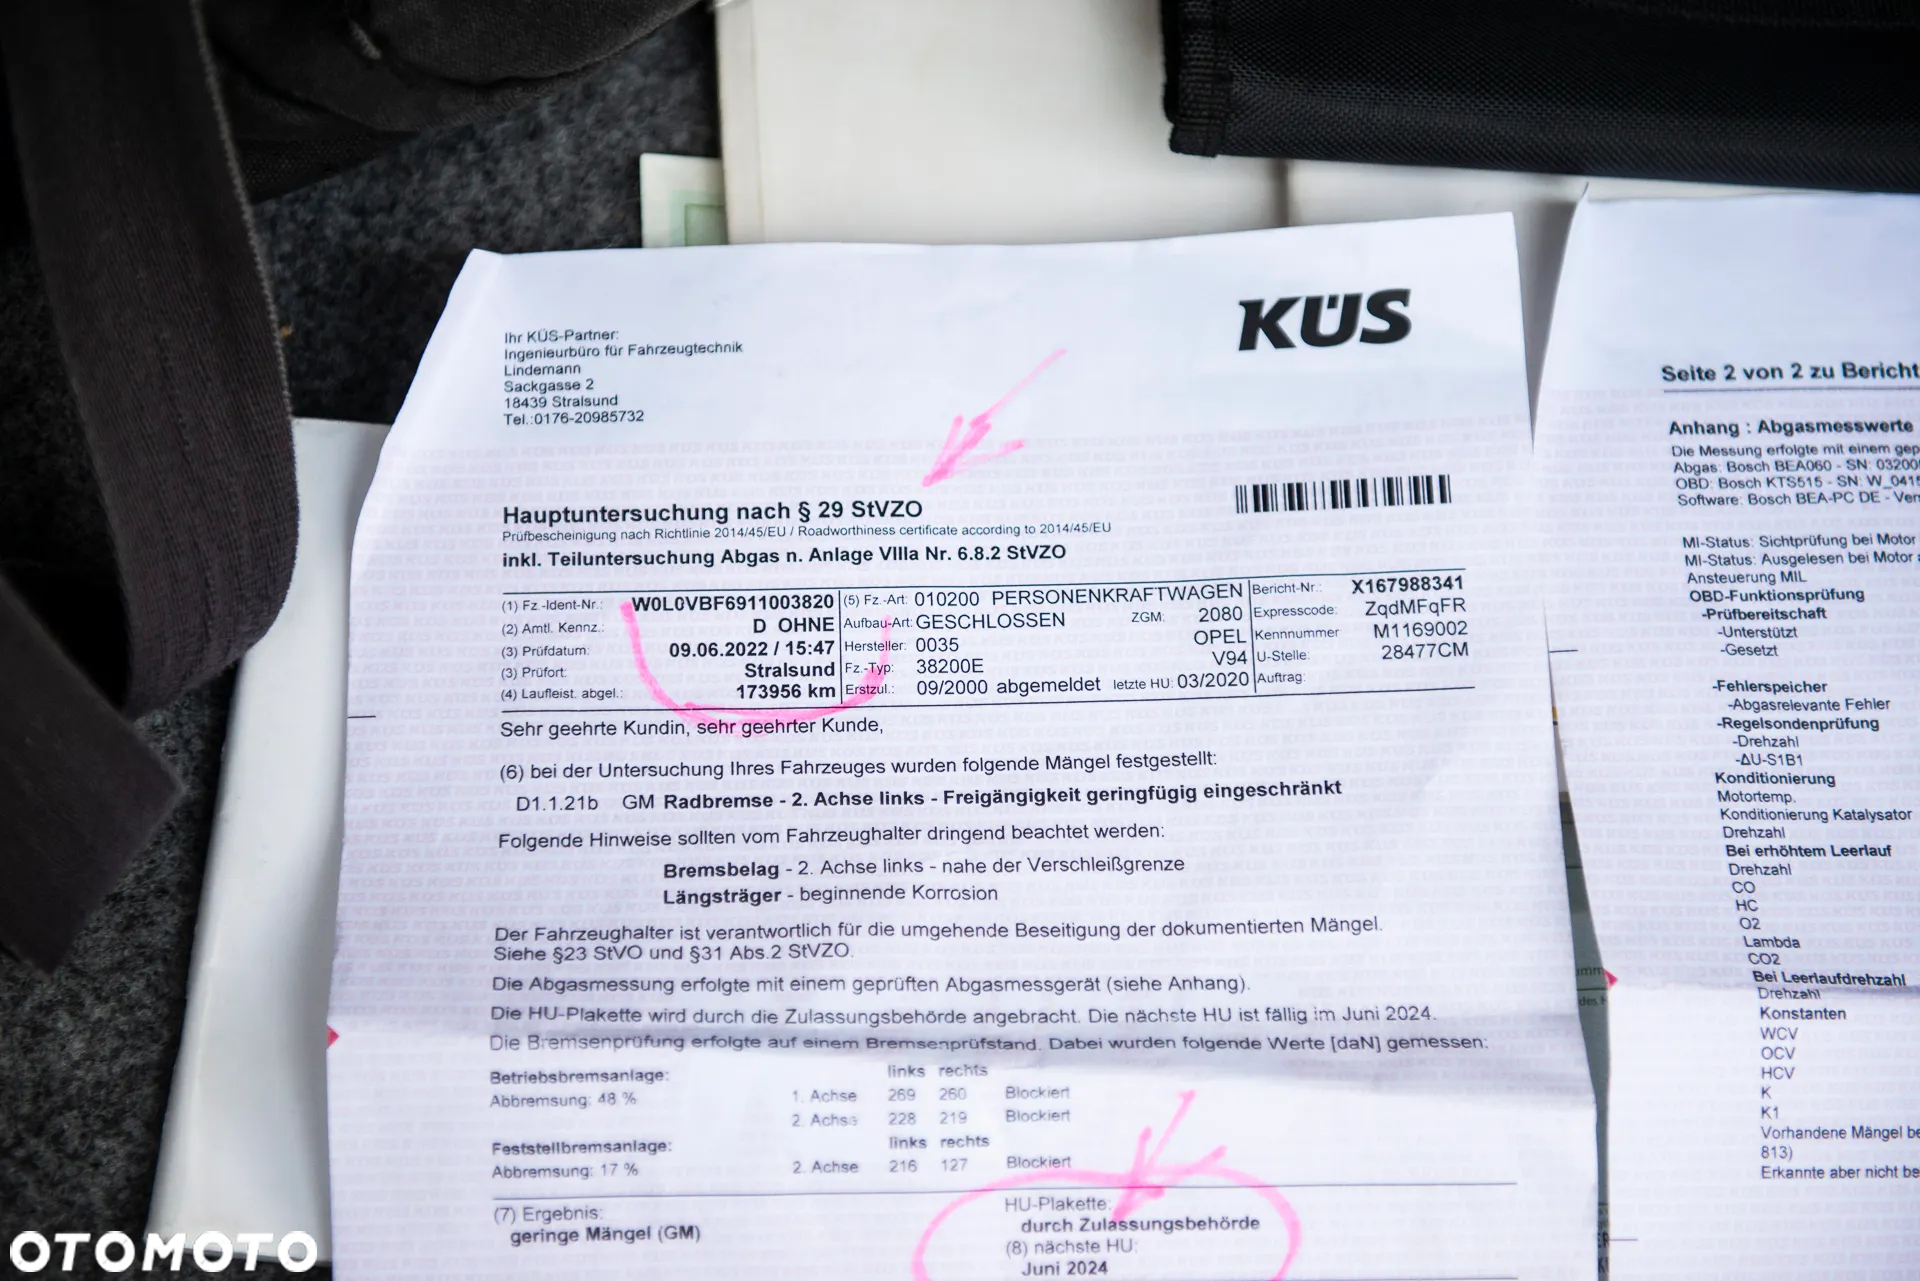 KÜS
Ihr KÜS-Partner:
Ingenieurbüro für Fahrzeugtechnik
Lindemann
Sackgasse 2
18439 Stralsund
Tel.:0176-20985732
Hauptuntersuchung nach § 29 StVZO
Prüfbescheinigung nach Richtlinie 2014/45/EU / Roadworthiness certificate according to 2014/45/EU
inkl. Teiluntersuchung Abgas n. Anlage VIIIa Nr. 6.8.2 StVZO
(1) Fz.-Ident-Nr.: W0L0VBF6911003820 (5) Fz.-Art: 010200 PERSONENKRAFTWAGEN Bericht-Nr.: X167988341
(2) Amtl. Kennz.: D OHNE Aufbau-Art: GESCHLOSSEN ZGM: 2080 Expresscode: ZqdMFqFR
(3) Prüfdatum: 09.06.2022 / 15:47 Hersteller: 0035 OPEL Kennnummer M1169002
(3) Prüfort: Stralsund Fz.-Typ: 38200E V94 U-Stelle: 28477CM
(4) Laufleist. abgel.: 173956 km Erstzul.: 09/2000 abgemeldet letzte HU: 03/2020 Auftrag:
Sehr geehrte Kundin, sehr geehrter Kunde,
(6) bei der Untersuchung Ihres Fahrzeuges wurden folgende Mängel festgestellt:
D1.1.21b GM Radbremse - 2. Achse links - Freigängigkeit geringfügig eingeschränkt
Folgende Hinweise sollten vom Fahrzeughalter dringend beachtet werden:
Bremsbelag - 2. Achse links - nahe der Verschleißgrenze
Längsträger - beginnende Korrosion
Der Fahrzeughalter ist verantwortlich für die umgehende Beseitigung der dokumentierten Mängel.
Siehe §23 StVO und §31 Abs.2 StVZO.
Die Abgasmessung erfolgte mit einem geprüften Abgasmessgerät (siehe Anhang).
Die HU-Plakette wird durch die Zulassungsbehörde angebracht. Die nächste HU ist fällig im Juni 2024.
Die Bremsenprüfung erfolgte auf einem Bremsenprüfstand. Dabei wurden folgende Werte [daN] gemessen:
Betriebsbremsanlage: links rechts
Abbremsung: 48 % 1. Achse 269 260 Blockiert
2. Achse 228 219 Blockiert
Feststellbremsanlage: links rechts
Abbremsung: 17 % 2. Achse 216 127 Blockiert
(7) Ergebnis:
geringe Mängel (GM)
HU-Plakette:
durch Zulassungsbehörde
(8) nächste HU:
Juni 2024
Seite 2 von 2 zu Bericht
Anhang : Abgasmesswerte
Die Messung erfolgte mit einem gep
Abgas: Bosch BEA060 - SN: 03200
OBD: Bosch KTS515 - SN: W_041
Software: Bosch BEA-PC DE - Ver
MI-Status: Sichtprüfung bei Motor
MI-Status: Ausgelesen bei Motor
Ansteuerung MIL
OBD-Funktionsprüfung
-Prüfbereitschaft
-Unterstützt
-Gesetzt
-Fehlerspeicher
-Abgasrelevante Fehler
-Regelsondenprüfung
-Drehzahl
-ΔU-S1B1
Konditionierung
Motortemp.
Konditionierung Katalysator
Drehzahl
Bei erhöhtem Leerlauf
Drehzahl
CO
HC
O2
Lambda
CO2
Bei Leerlaufdrehzahl
Drehzahl
Konstanten
WCV
OCV
HCV
K
K1
Vorhandene Mängel be
813)
Erkannte aber nicht be
OTOMOTO